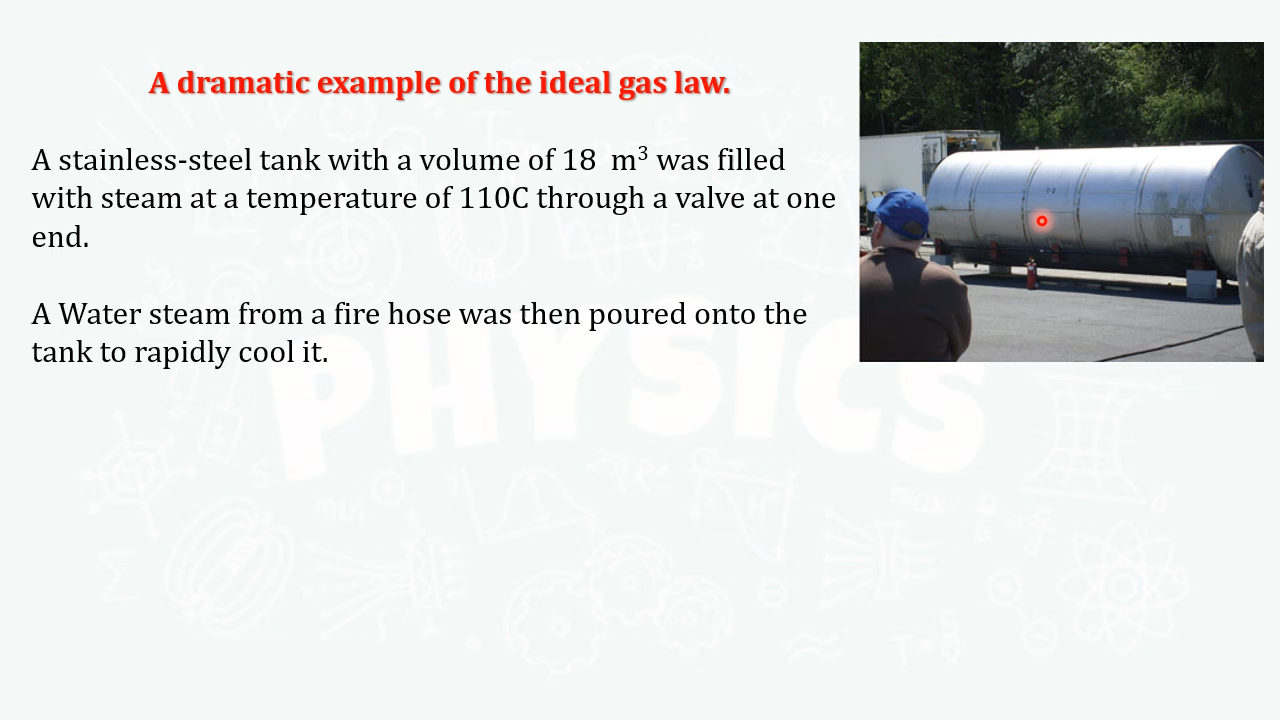 A dramatic example of the ideal gas law.
A stainless-steel tank with a volume of 18 m³ was filled
with steam at a temperature of 110C through a valve at one
end.
A Water steam from a fire hose was then poured onto the
tank to rapidly cool it.
PHYSICS